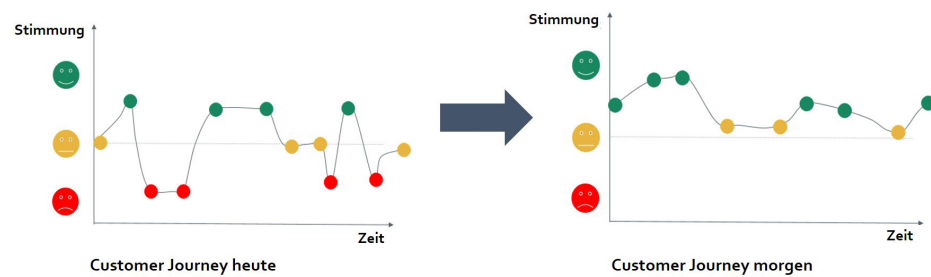 Stimmung
Zeit
Customer Journey heute
Stimmung
Zeit
Customer Journey morgen